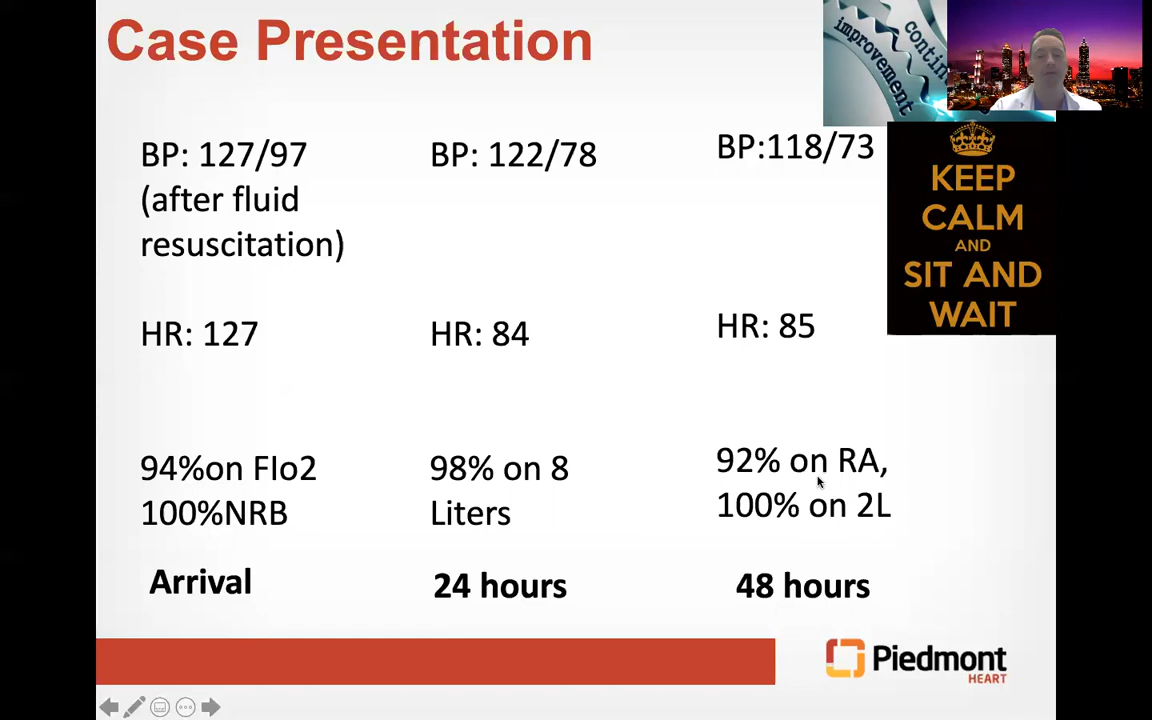 Case Presentation
improvement
contin
BP: 127/97
(after fluid
resuscitation)
BP: 122/78
BP:118/73
KEEP
CALM
AND
SIT AND
WAIT
HR: 127
HR: 84
HR: 85
94%on FIo2
100%NRB
98% on 8
Liters
92% on RA,
100% on 2L
Arrival
24 hours
48 hours
Piedmont
HEART